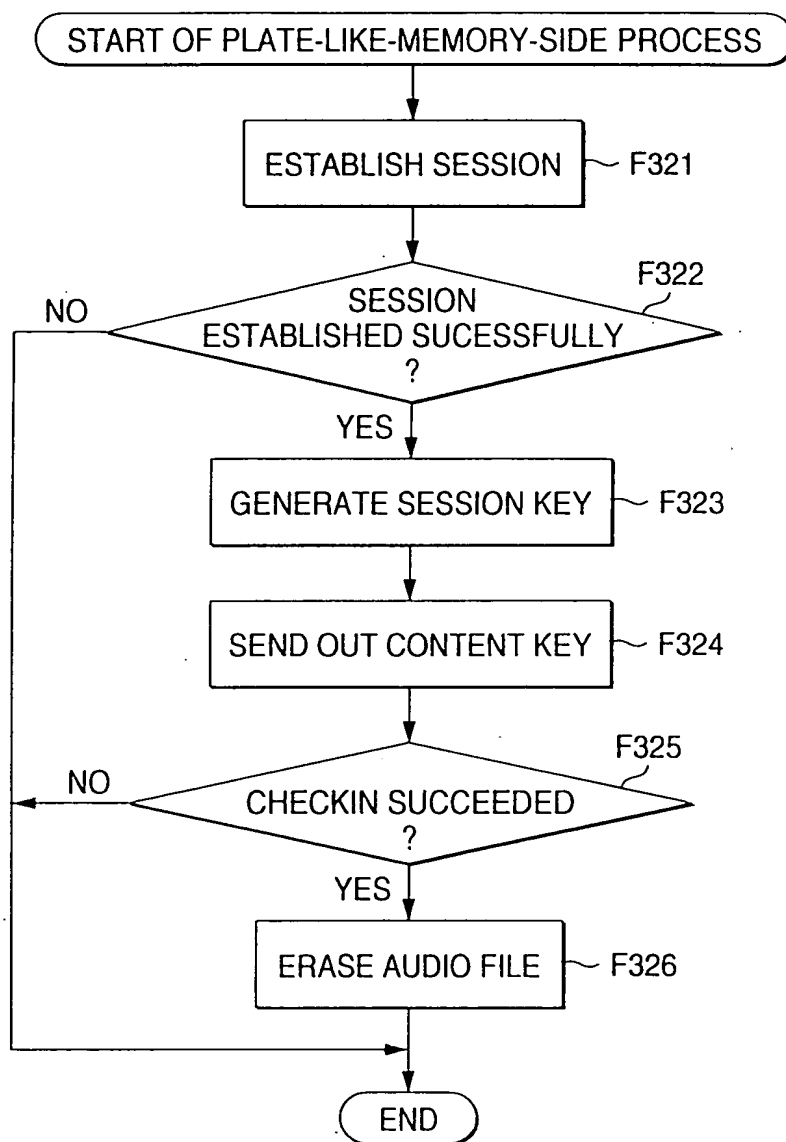 START OF PLATE-LIKE-MEMORY-SIDE PROCESS
ESTABLISH SESSION
F321
F322
NO
SESSION
ESTABLISHED SUCESSFULLY
?
YES
GENERATE SESSION KEY
F323
SEND OUT CONTENT KEY
F324
F325
NO
CHECKIN SUCCEEDED
?
YES
ERASE AUDIO FILE
F326
END